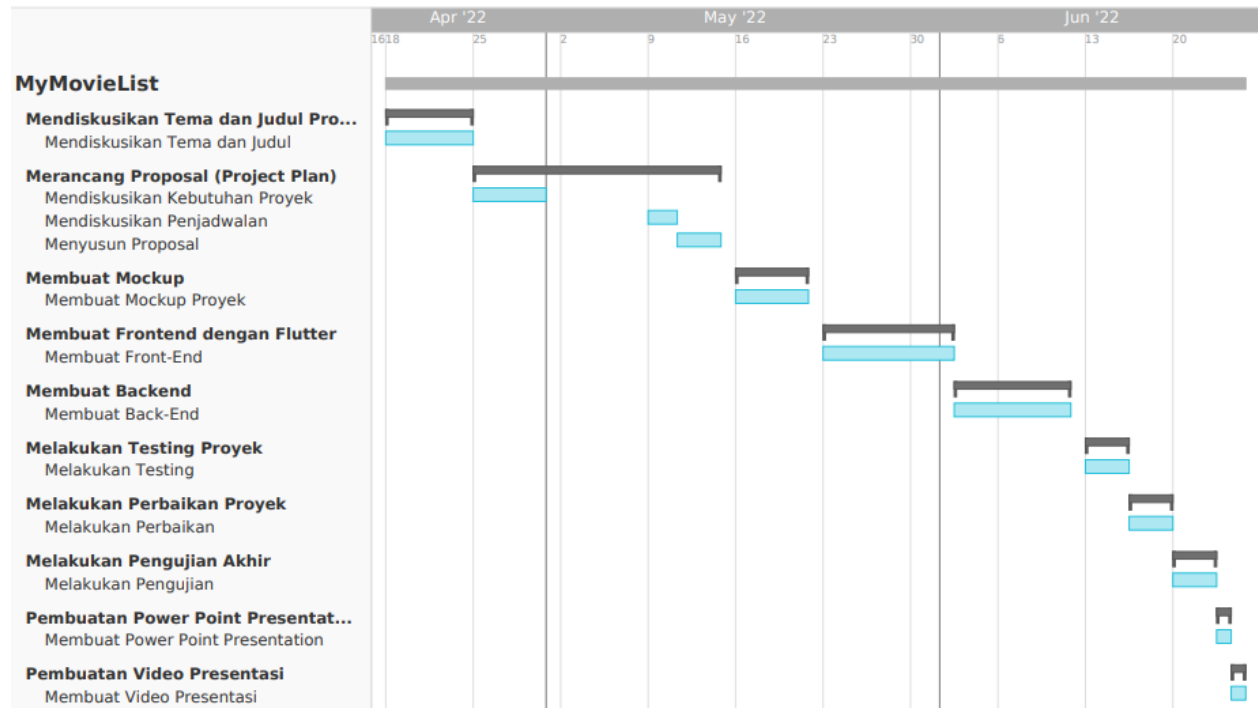 Apr '22 May '22 Jun '22
16 18 25 2 9 16 23 30 6 13 20
MyMovieList
Mendiskusikan Tema dan Judul Pro...
Mendiskusikan Tema dan Judul
Merancang Proposal (Project Plan)
Mendiskusikan Kebutuhan Proyek
Mendiskusikan Penjadwalan
Menyusun Proposal
Membuat Mockup
Membuat Mockup Proyek
Membuat Frontend dengan Flutter
Membuat Front-End
Membuat Backend
Membuat Back-End
Melakukan Testing Proyek
Melakukan Testing
Melakukan Perbaikan Proyek
Melakukan Perbaikan
Melakukan Pengujian Akhir
Melakukan Pengujian
Pembuatan Power Point Presentat...
Membuat Power Point Presentation
Pembuatan Video Presentasi
Membuat Video Presentasi